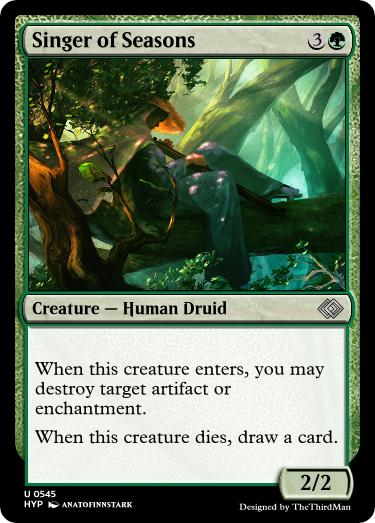 Singer of Seasons 3
Creature — Human Druid
When this creature enters, you may
destroy target artifact or
enchantment.
When this creature dies, draw a card.
2/2
U 0545
HYP ANATOFINNSTARK
Designed by TheThirdMan